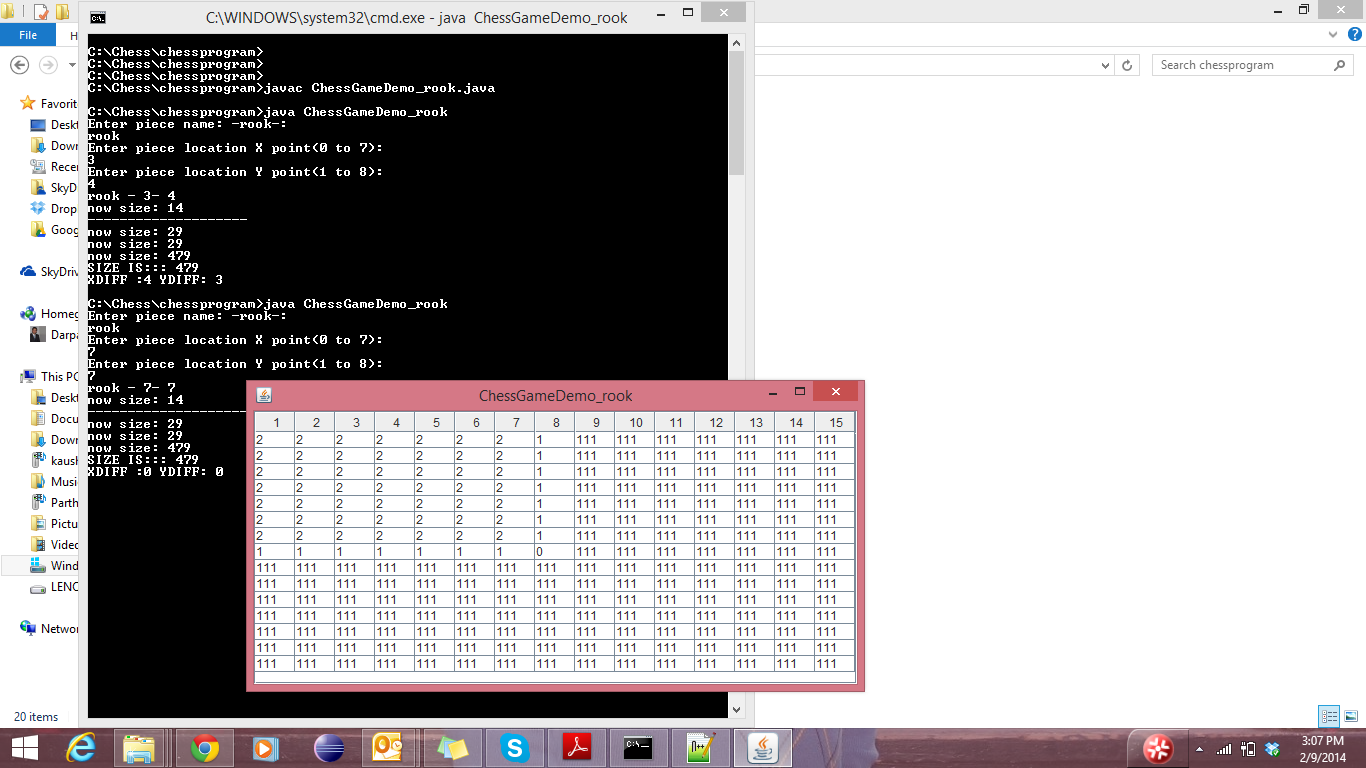 C:\WINDOWS\system32\cmd.exe - java ChessGameDemo_rook
File H
Search chessprogram
Favorit
Deskt
Down
Recen
SkyDr
Drop
Goog
SkyDriv
Homeg
Darpa
This PC
Deskt
Docu
Down
kaush
Music
Parth
Pictu
Video
Wind
LENO
Networ
20 items
C:\Chess\chessprogram>
C:\Chess\chessprogram>
C:\Chess\chessprogram>
C:\Chess\chessprogram>javac ChessGameDemo_rook.java
C:\Chess\chessprogram>java ChessGameDemo_rook
Enter piece name: -rook-:
rook
Enter piece location X point(0 to 7):
3
Enter piece location Y point(1 to 8):
4
rook - 3- 4
now size: 14
--------------------
now size: 29
now size: 29
now size: 479
SIZE IS::: 479
XDIFF :4 YDIFF: 3
C:\Chess\chessprogram>java ChessGameDemo_rook
Enter piece name: -rook-:
rook
Enter piece location X point(0 to 7):
7
Enter piece location Y point(1 to 8):
7
rook - 7- 7
now size: 14
--------------------
now size: 29
now size: 29
now size: 479
SIZE IS::: 479
XDIFF :0 YDIFF: 0
ChessGameDemo_rook
1 2 3 4 5 6 7 8 9 10 11 12 13 14 15
2 2 2 2 2 2 2 1 111 111 111 111 111 111 111
2 2 2 2 2 2 2 1 111 111 111 111 111 111 111
2 2 2 2 2 2 2 1 111 111 111 111 111 111 111
2 2 2 2 2 2 2 1 111 111 111 111 111 111 111
2 2 2 2 2 2 2 1 111 111 111 111 111 111 111
2 2 2 2 2 2 2 1 111 111 111 111 111 111 111
2 2 2 2 2 2 2 1 111 111 111 111 111 111 111
1 1 1 1 1 1 1 0 111 111 111 111 111 111 111
111 111 111 111 111 111 111 111 111 111 111 111 111 111 111
111 111 111 111 111 111 111 111 111 111 111 111 111 111 111
111 111 111 111 111 111 111 111 111 111 111 111 111 111 111
111 111 111 111 111 111 111 111 111 111 111 111 111 111 111
111 111 111 111 111 111 111 111 111 111 111 111 111 111 111
111 111 111 111 111 111 111 111 111 111 111 111 111 111 111
111 111 111 111 111 111 111 111 111 111 111 111 111 111 111
3:07 PM
2/9/2014